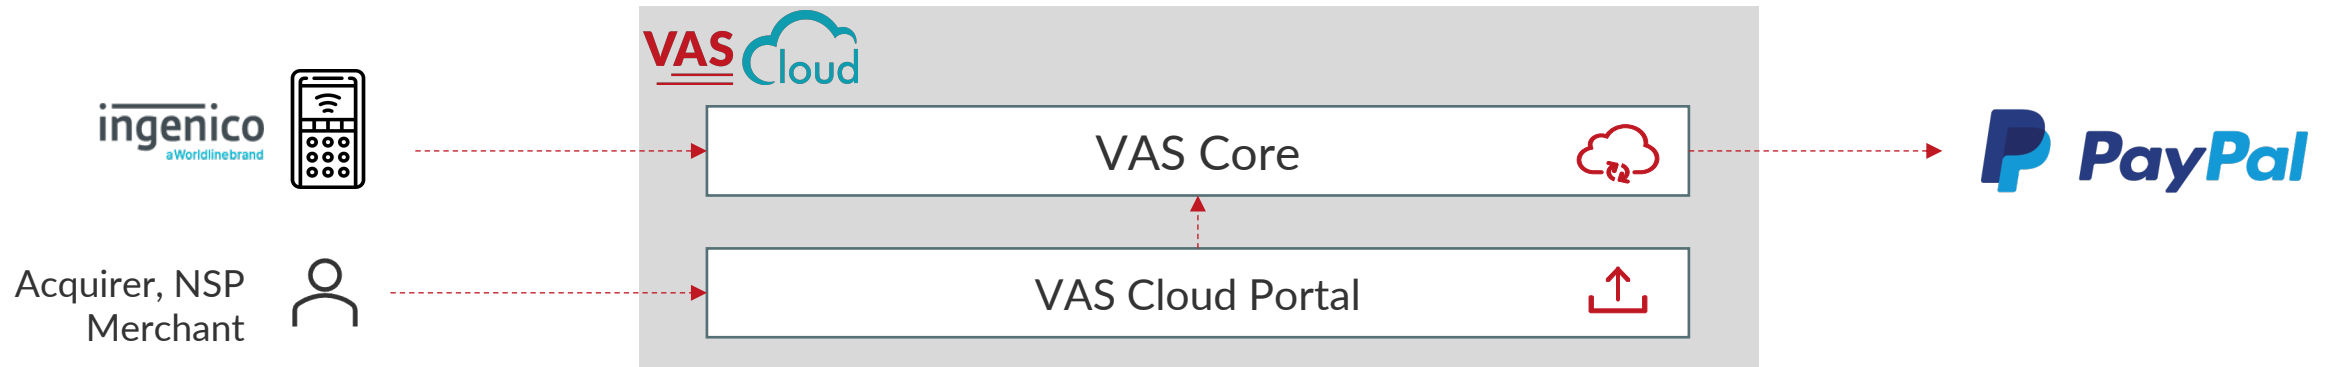 VAS Cloud
ingenico
a Worldline brand
VAS Core
PayPal
Acquirer, NSP
Merchant
VAS Cloud Portal